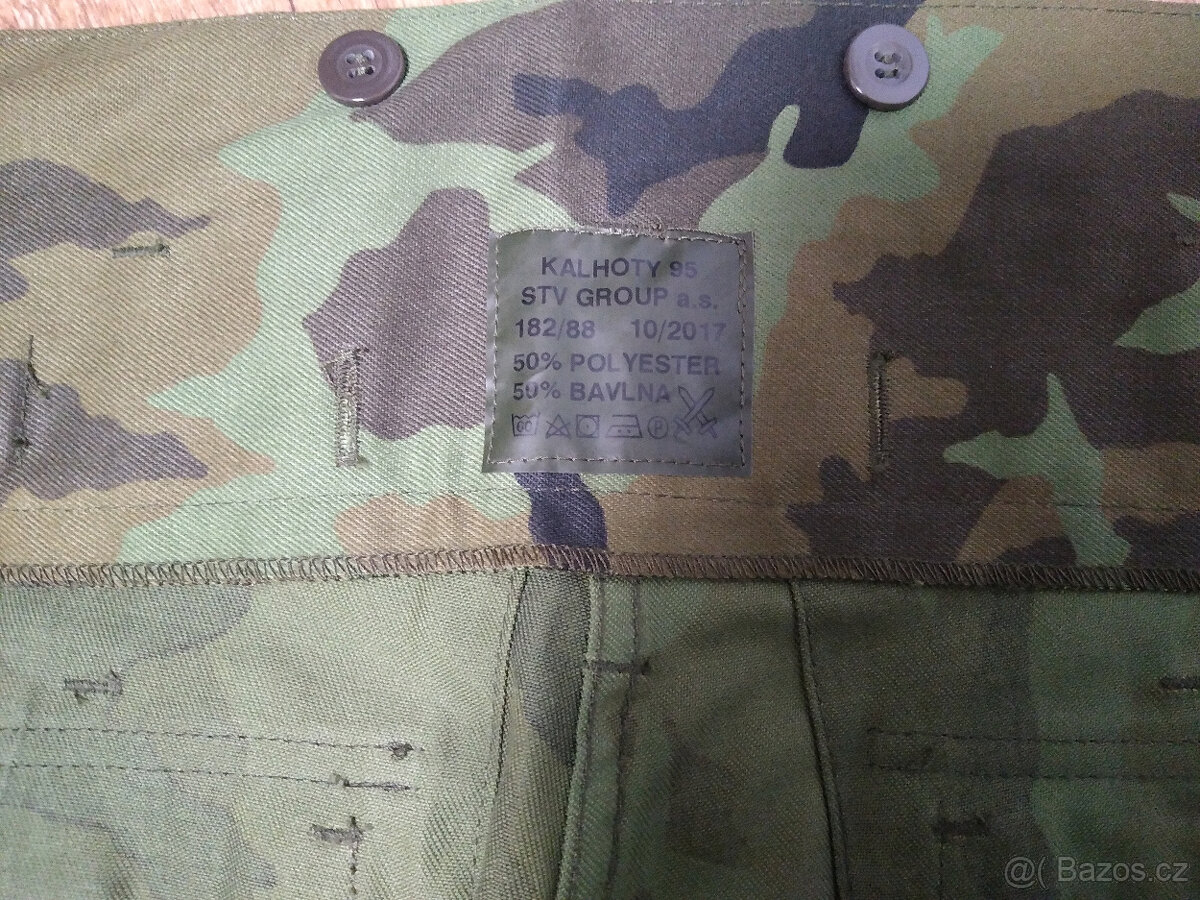 KALHOTY 95
STV GROUP a.s.
182/88 10/2017
50% POLYESTER
50% BAVLNA
@( Bazos.cz